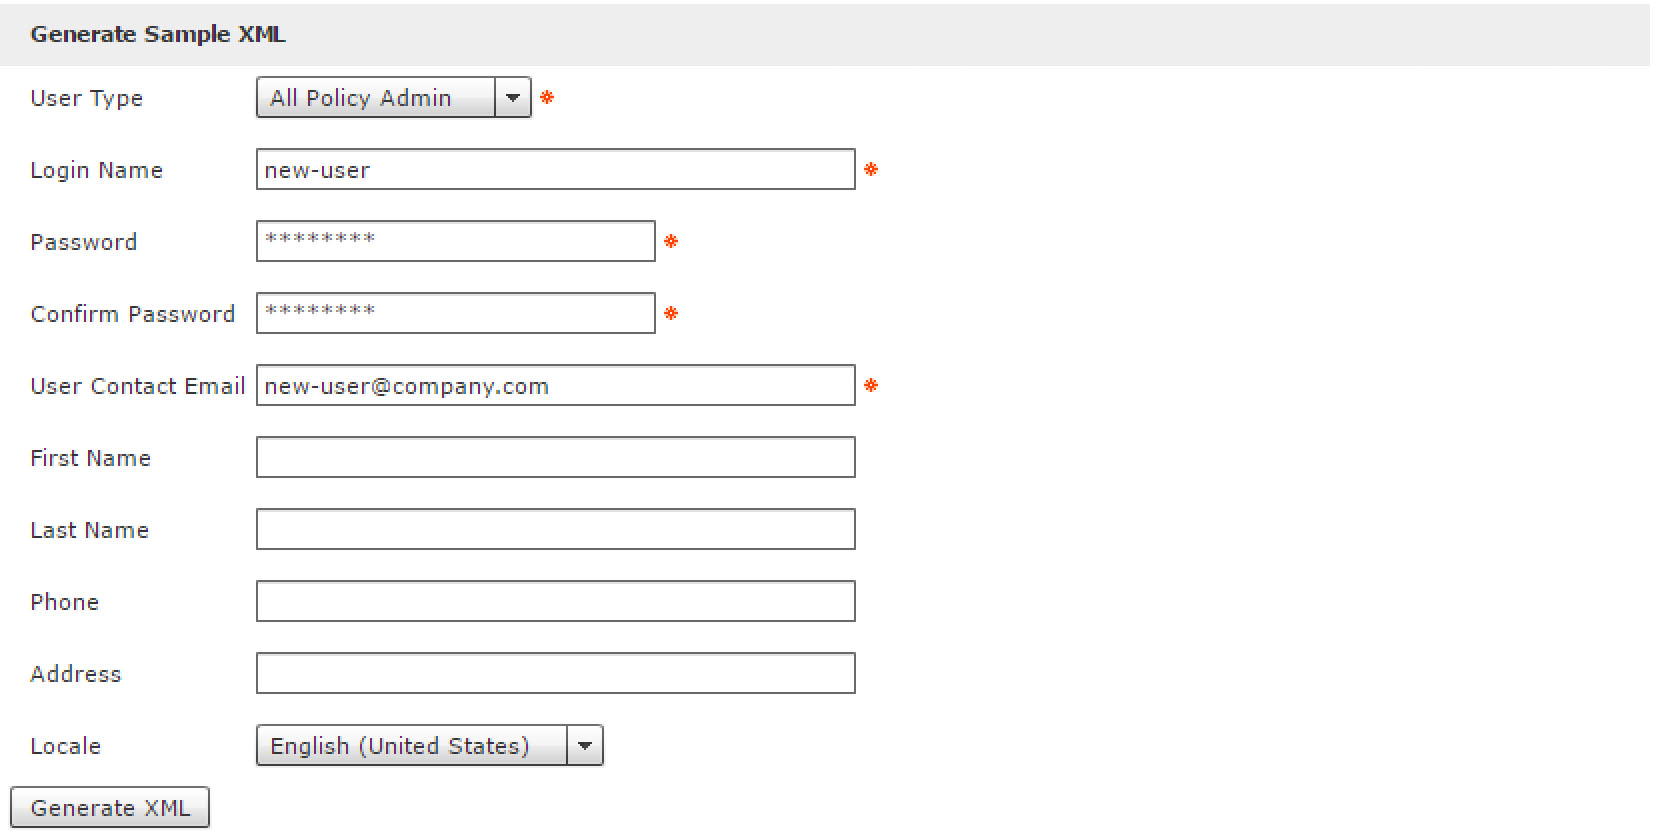 Generate Sample XML
User Type All Policy Admin
Login Name new-user
Password ********
Confirm Password ********
User Contact Email new-user@company.com
First Name
Last Name
Phone
Address
Locale English (United States)
Generate XML